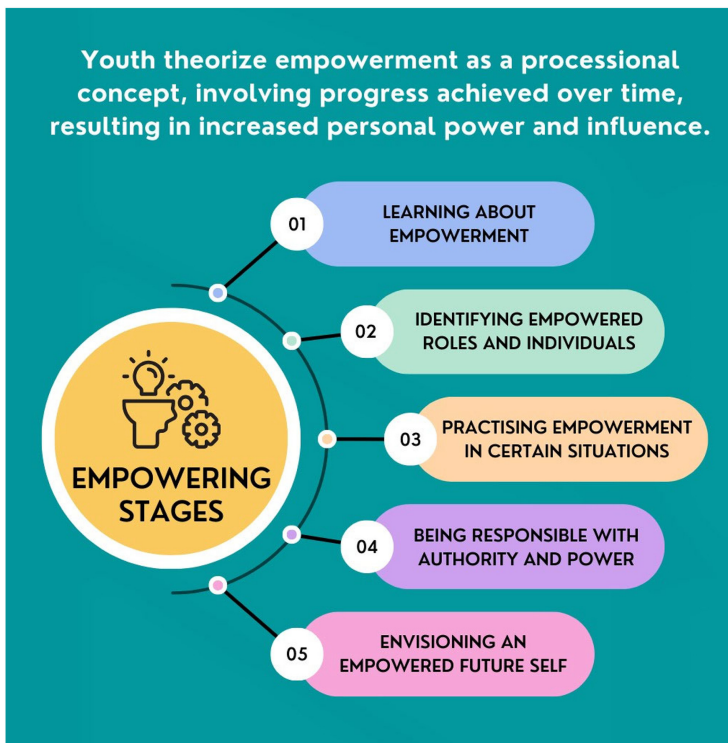 Youth theorize empowerment as a processional
concept, involving progress achieved over time,
resulting in increased personal power and influence.
01
LEARNING ABOUT
EMPOWERMENT
02
IDENTIFYING EMPOWERED
ROLES AND INDIVIDUALS
03
PRACTISING EMPOWERMENT
IN CERTAIN SITUATIONS
EMPOWERING
STAGES
04
BEING RESPONSIBLE WITH
AUTHORITY AND POWER
05
ENVISIONING AN
EMPOWERED FUTURE SELF